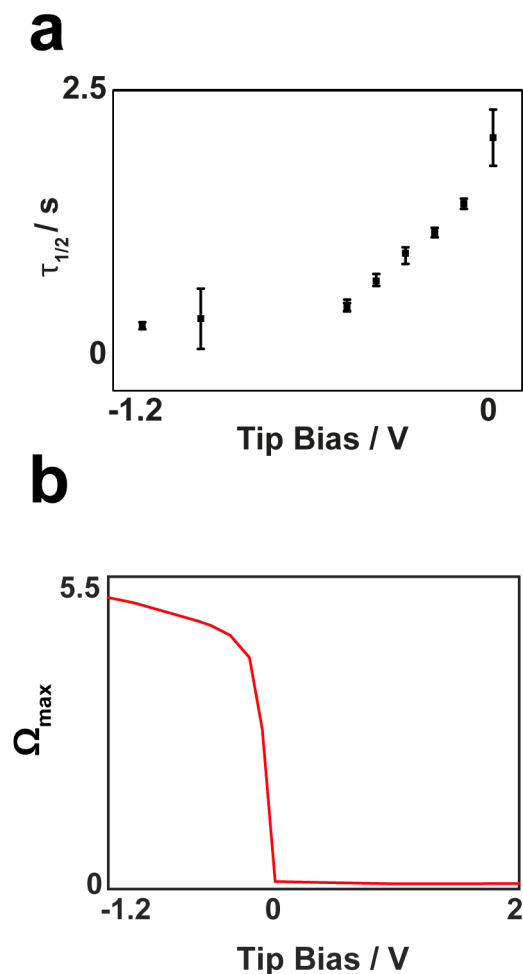 a
2.5
τ1/2/ s
0
-1.2 0
Tip Bias / V
b
5.5
Ωmax
0
-1.2 0 2
Tip Bias / V